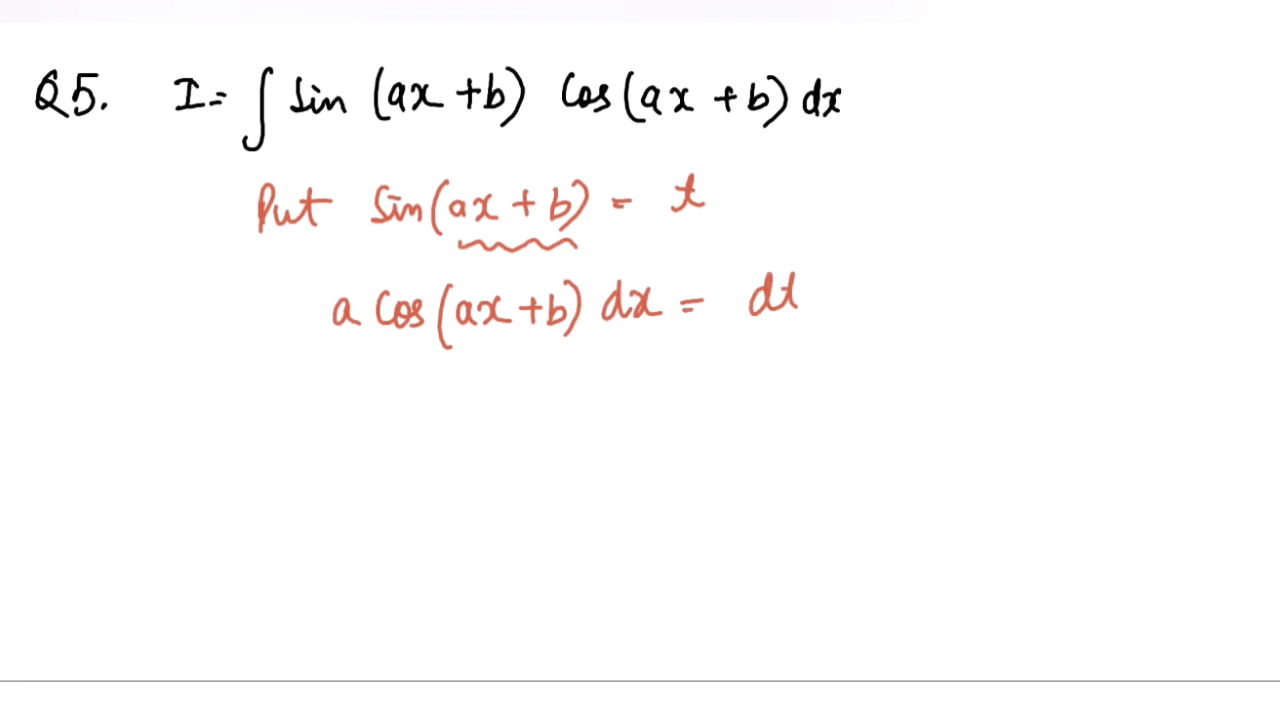 Q5. I = ∫ Sin (ax + b) Cos (ax + b) dx
Put Sin (ax + b) = t
a Cos (ax + b) dx = dt